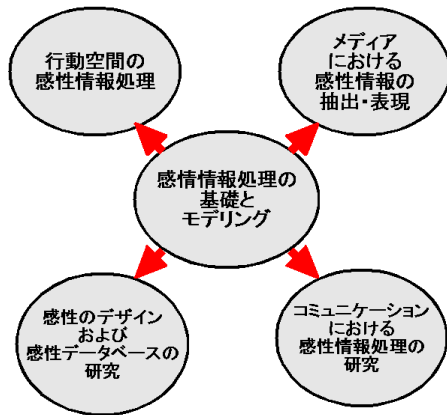 行動空間の
感性情報処理
メディア
における
感性情報の
抽出・表現
感情情報処理の
基礎と
モデリング
感性のデザイン
および
感性データベースの
研究
コミュニケーション
における
感性情報処理の
研究